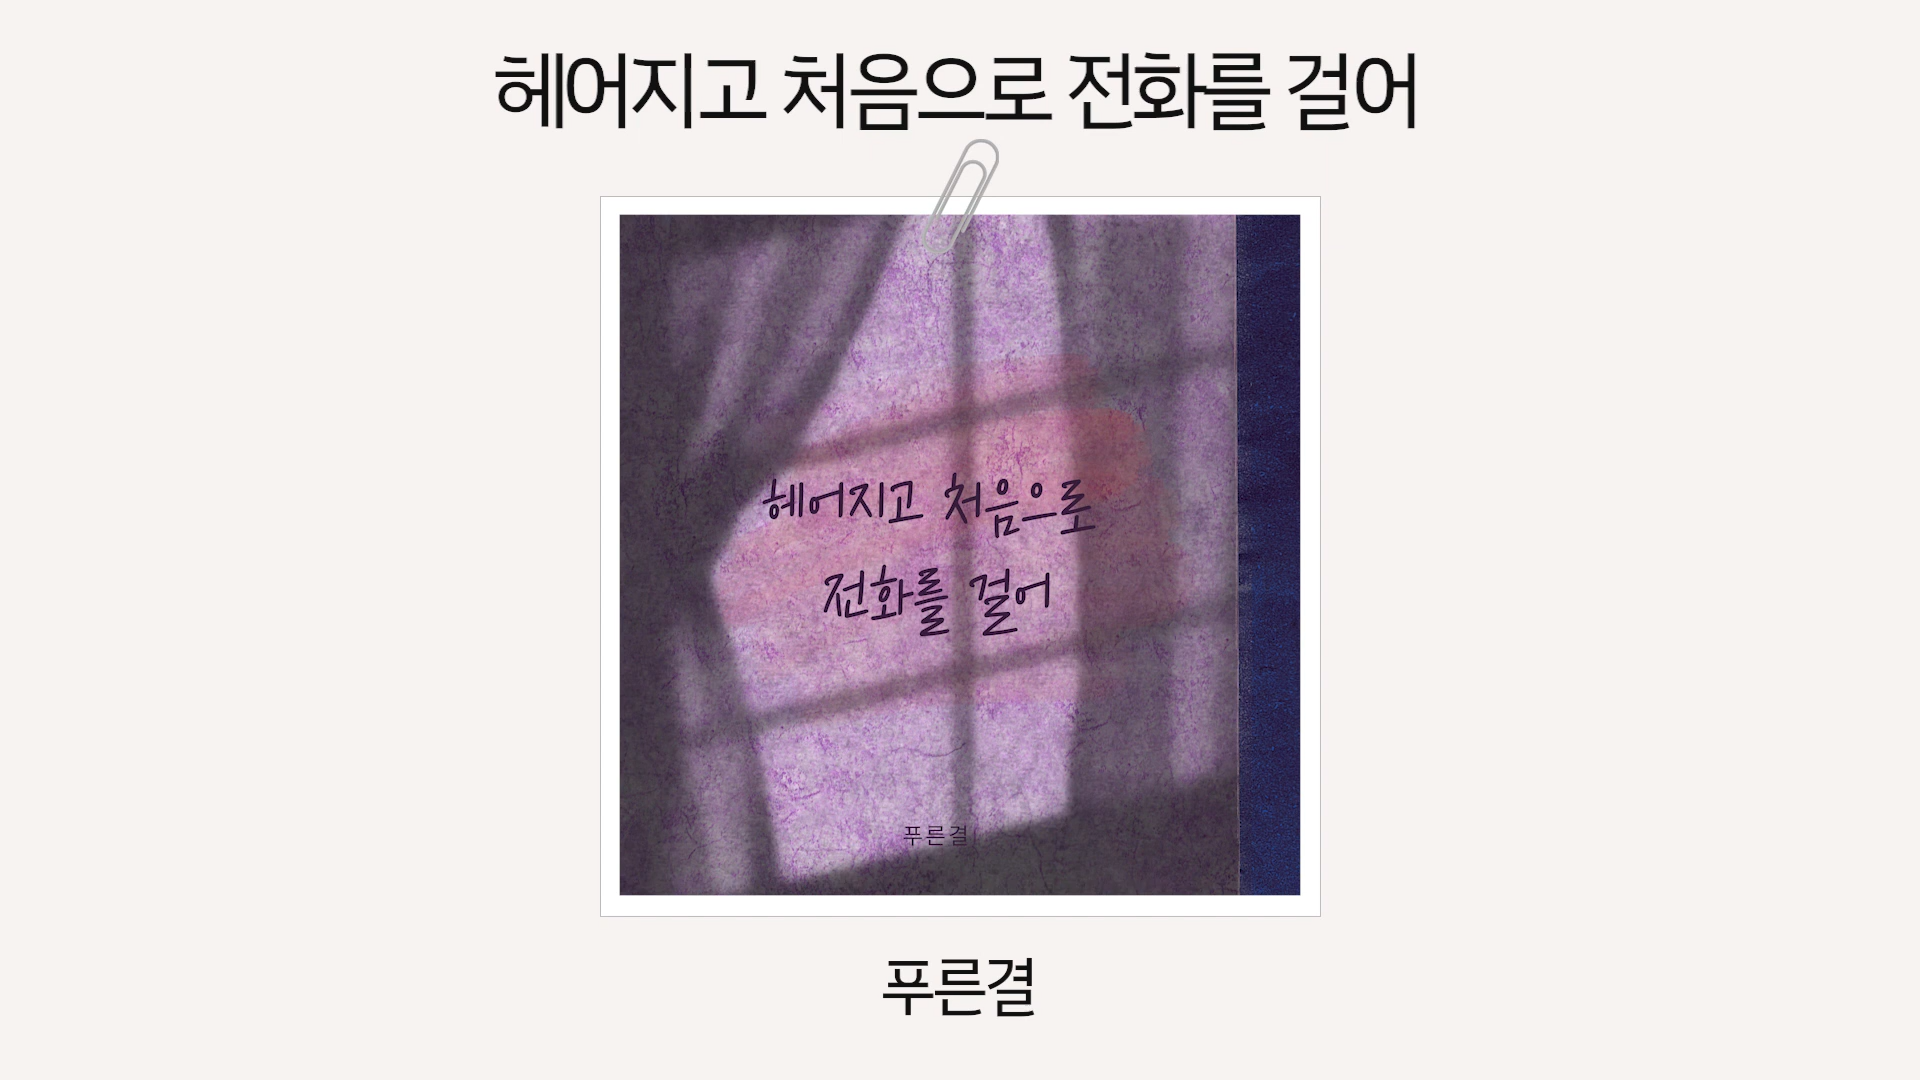 헤어지고 처음으로 전화를 걸어
헤어지고 처음으로
전화를 걸어
푸른결
푸른결